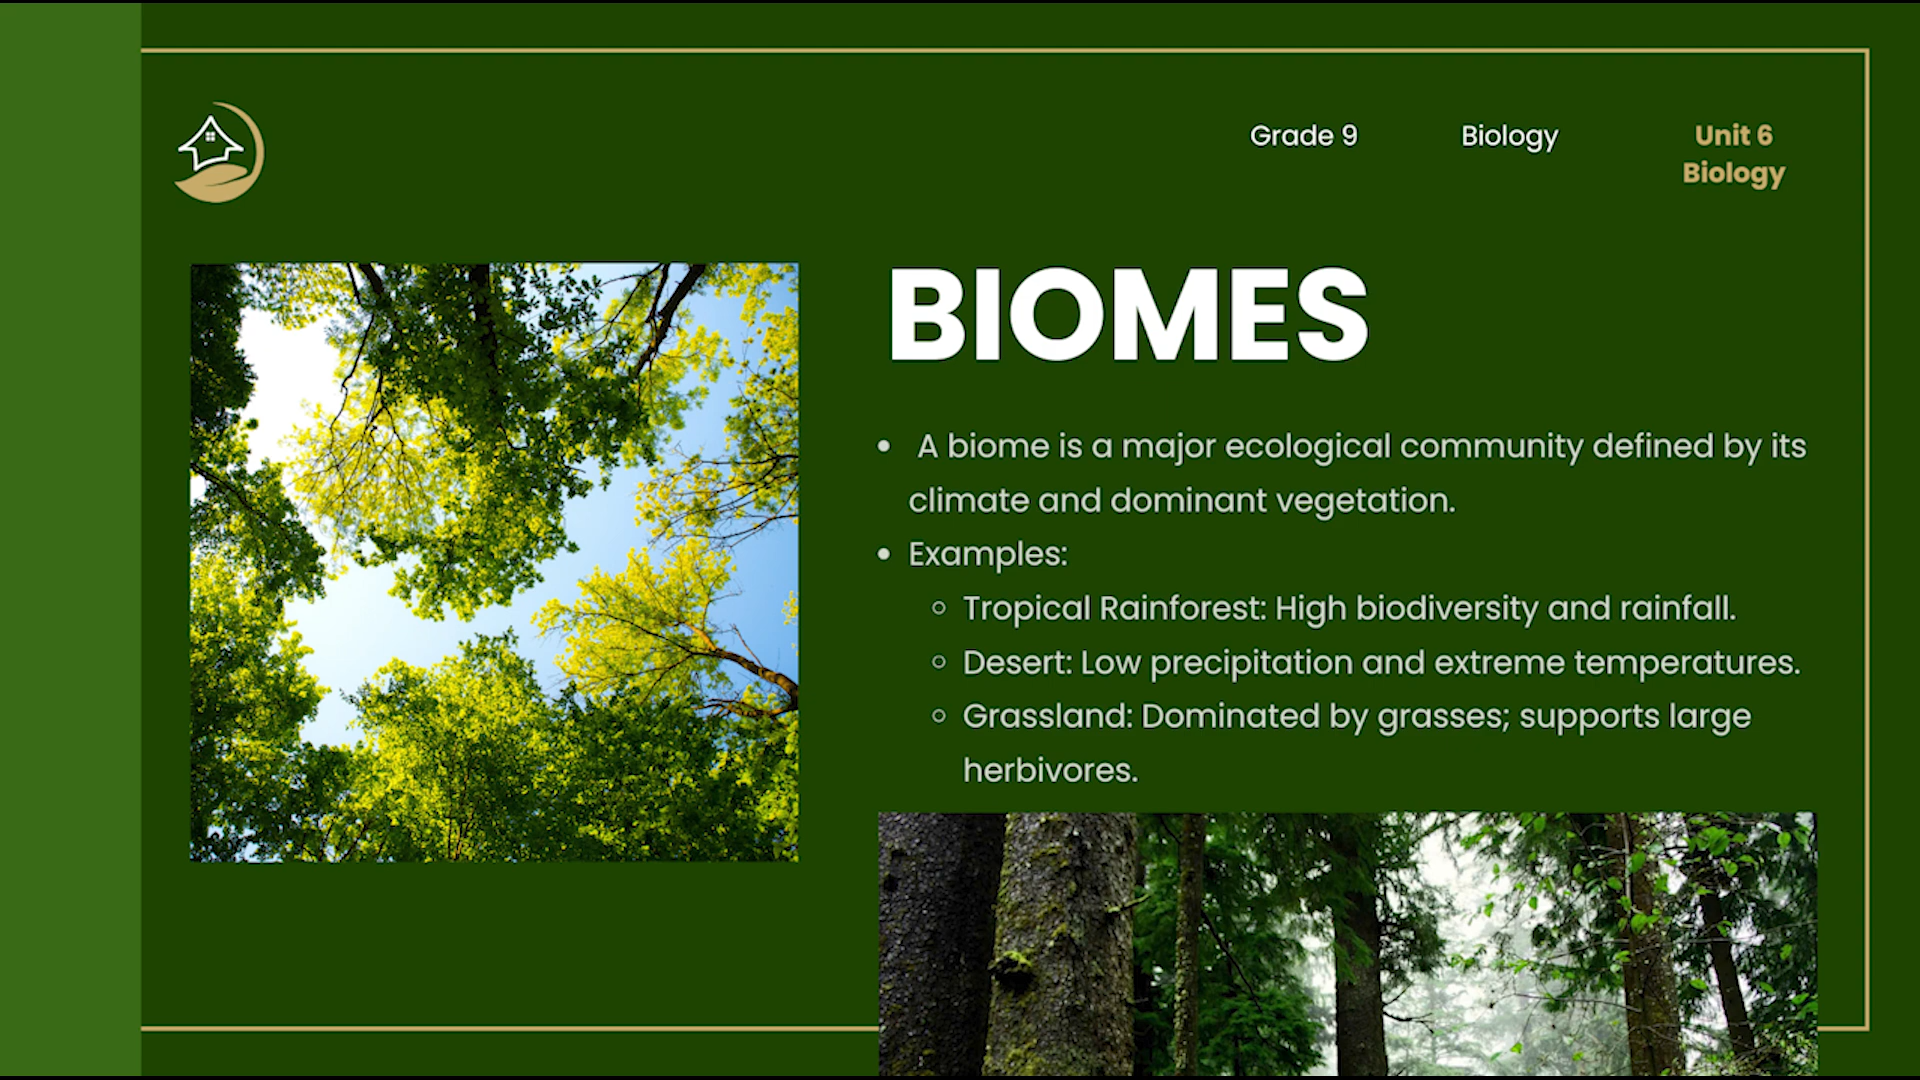 Grade 9
Biology
Unit 6
Biology
BIOMES
• A biome is a major ecological community defined by its
climate and dominant vegetation.
• Examples:
○ Tropical Rainforest: High biodiversity and rainfall.
○ Desert: Low precipitation and extreme temperatures.
○ Grassland: Dominated by grasses; supports large
herbivores.